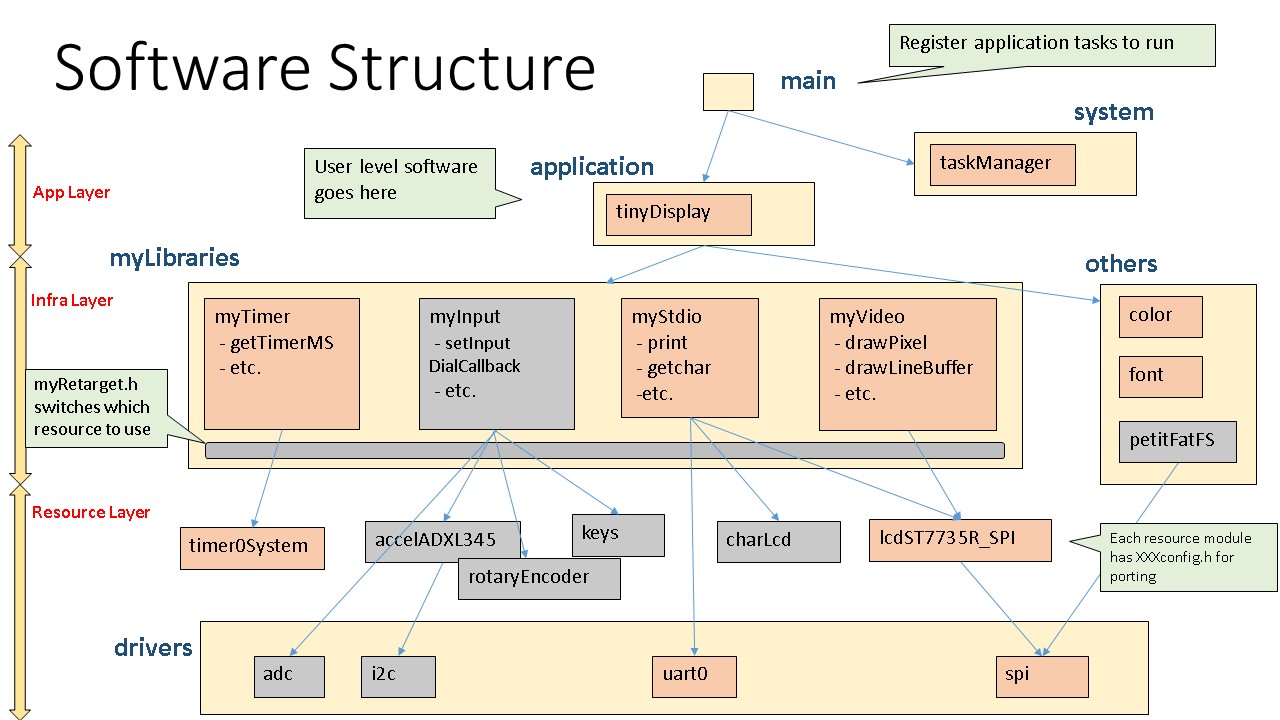 Software Structure
Register application tasks to run
main
system
taskManager
User level software
goes here
application
tinyDisplay
App Layer
myLibraries
others
Infra Layer
myTimer
- getTimerMS
- etc.
myInput
- setInput
DialCallback
- etc.
myStdio
- print
- getchar
-etc.
myVideo
- drawPixel
- drawLineBuffer
- etc.
color
font
petitFatFS
myRetarget.h
switches which
resource to use
Resource Layer
timer0System
accelADXL345
rotaryEncoder
keys
charLcd
lcdST7735R_SPI
Each resource module
has XXXconfig.h for
porting
drivers
adc
i2c
uart0
spi